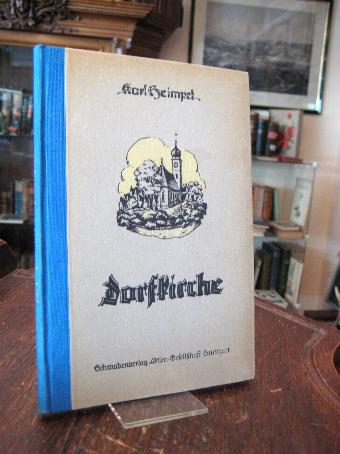 Karl Heimpel
Dorfkirche
Schwabenverlag Aktien-Gesellschaft Stuttgart